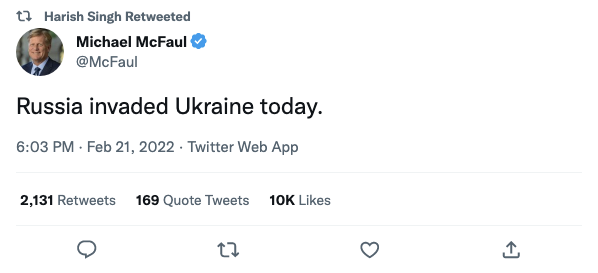 Harish Singh Retweeted
Michael McFaul
@McFaul
Russia invaded Ukraine today.
6:03 PM · Feb 21, 2022 · Twitter Web App
2,131 Retweets 169 Quote Tweets 10K Likes